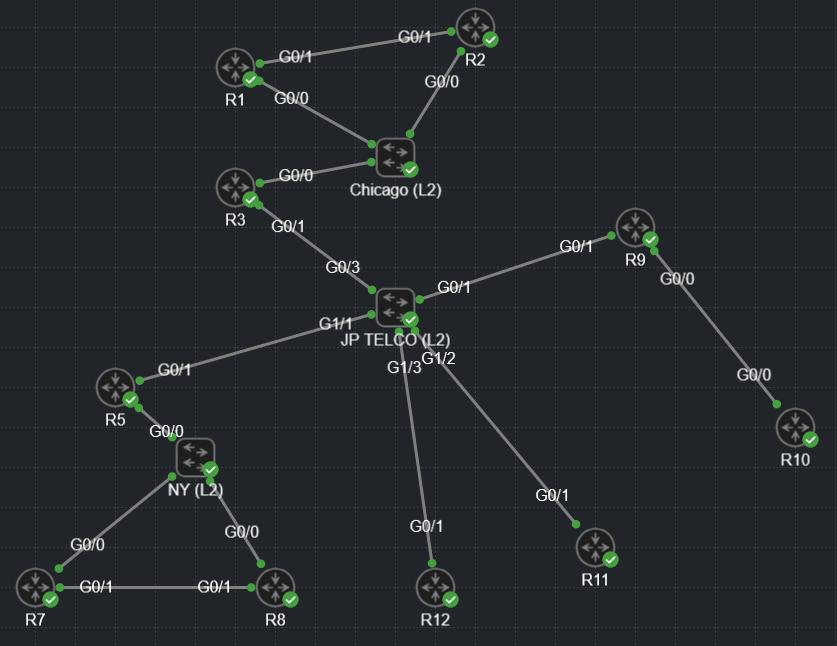 G0/1
R2
G0/1
R1
G0/0
G0/0
Chicago (L2)
G0/0
R3
G0/1
G0/3
G0/1
R9
G0/0
G0/1
G1/1
JP TELCO (L2)
G1/2
G1/3
G0/1
R5
G0/0
G0/0
R10
NY (L2)
G0/1
G0/1
G0/0
G0/0
R11
G0/1
G0/1
R7
R8
R12